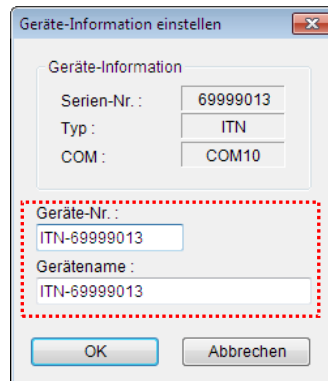 Geräte-Information einstellen
Geräte-Information
Serien-Nr. : 69999013
Typ : ITN
COM : COM10
Geräte-Nr. :
ITN-69999013
Gerätename :
ITN-69999013
OK Abbrechen